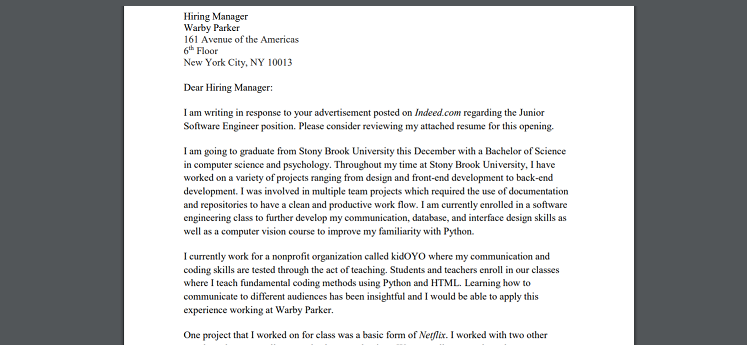 Hiring Manager
Warby Parker
161 Avenue of the Americas
6th Floor
New York City, NY 10013
Dear Hiring Manager:
I am writing in response to your advertisement posted on Indeed.com regarding the Junior
Software Engineer position. Please consider reviewing my attached resume for this opening.
I am going to graduate from Stony Brook University this December with a Bachelor of Science
in computer science and psychology. Throughout my time at Stony Brook University, I have
worked on a variety of projects ranging from design and front-end development to back-end
development. I was involved in multiple team projects which required the use of documentation
and repositories to have a clean and productive work flow. I am currently enrolled in a software
engineering class to further develop my communication, database, and interface design skills as
well as a computer vision course to improve my familiarity with Python.
I currently work for a nonprofit organization called kidOYO where my communication and
coding skills are tested through the act of teaching. Students and teachers enroll in our classes
where I teach fundamental coding methods using Python and HTML. Learning how to
communicate to different audiences has been insightful and I would be able to apply this
experience working at Warby Parker.
One project that I worked on for class was a basic form of Netflix. I worked with two other